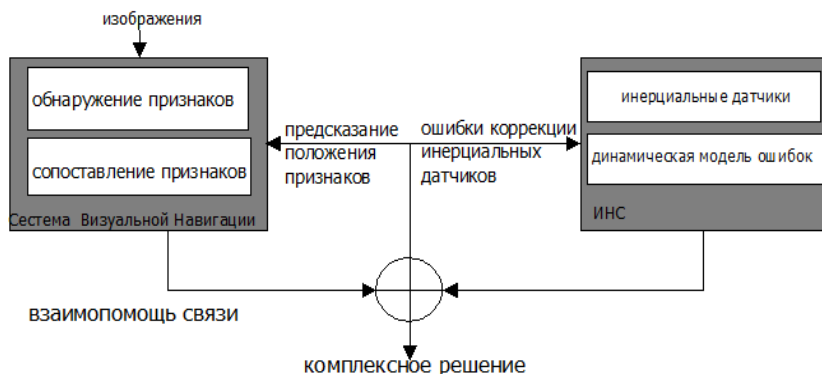 изображения
обнаружение признаков
сопоставление признаков
Сестема Визуальной Навигации
предсказание
положения
признаков
ошибки коррекции
инерциальных
датчиков
инерциальные датчики
динамическая модель ошибок
ИНС
взаимопомощь связи
комплексное решение